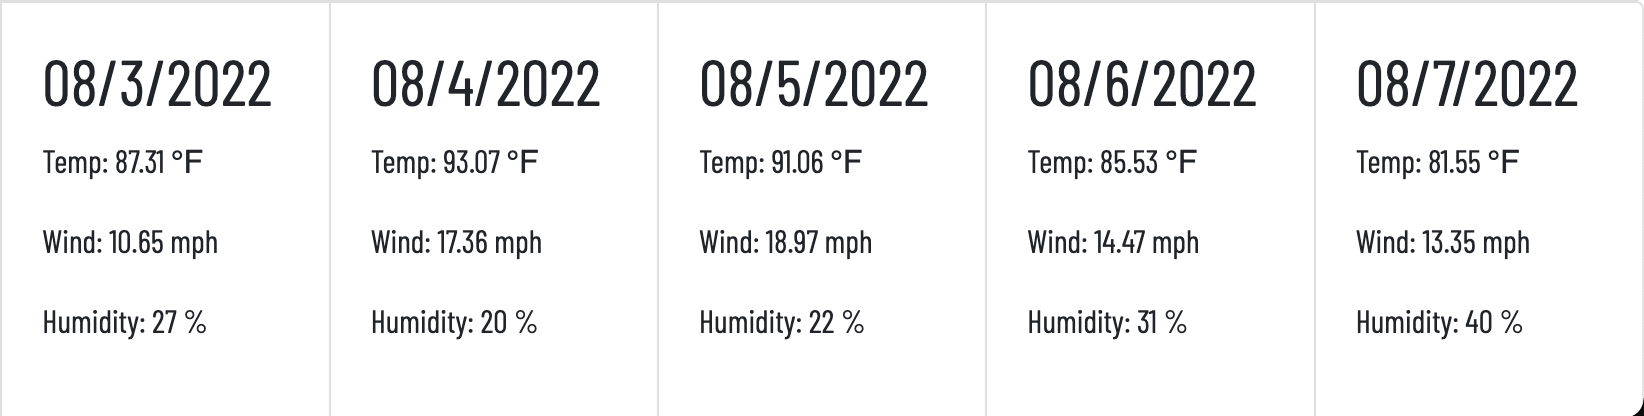 08/3/2022
Temp: 87.31 °F
Wind: 10.65 mph
Humidity: 27 %
08/4/2022
Temp: 93.07 °F
Wind: 17.36 mph
Humidity: 20 %
08/5/2022
Temp: 91.06 °F
Wind: 18.97 mph
Humidity: 22 %
08/6/2022
Temp: 85.53 °F
Wind: 14.47 mph
Humidity: 31 %
08/7/2022
Temp: 81.55 °F
Wind: 13.35 mph
Humidity: 40 %